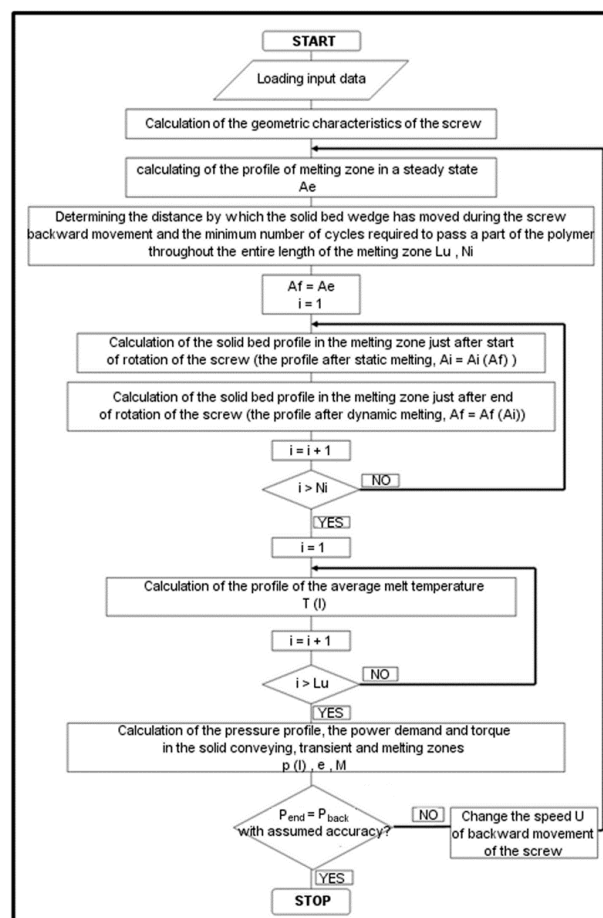 START
Loading input data
Calculation of the geometric characteristics of the screw
calculating of the profile of melting zone in a steady state
Ae
Determining the distance by which the solid bed wedge has moved during the screw
backward movement and the minimum number of cycles required to pass a part of the polymer
throughout the entire length of the melting zone Lu , Ni
Af = Ae
i = 1
Calculation of the solid bed profile in the melting zone just after start
of rotation of the screw (the profile after static melting, Ai = Ai (Af) )
Calculation of the solid bed profile in the melting zone just after end
of rotation of the screw (the profile after dynamic melting, Af = Af (Ai))
i = i + 1
i > Ni
NO
YES
i = 1
Calculation of the profile of the average melt temperature
T (l)
i = i + 1
i > Lu
NO
YES
Calculation of the pressure profile, the power demand and torque
in the solid conveying, transient and melting zones
p (l) , e , M
Pend = Pback
with assumed accuracy?
NO
Change the speed U
of backward movement
of the screw
YES
STOP